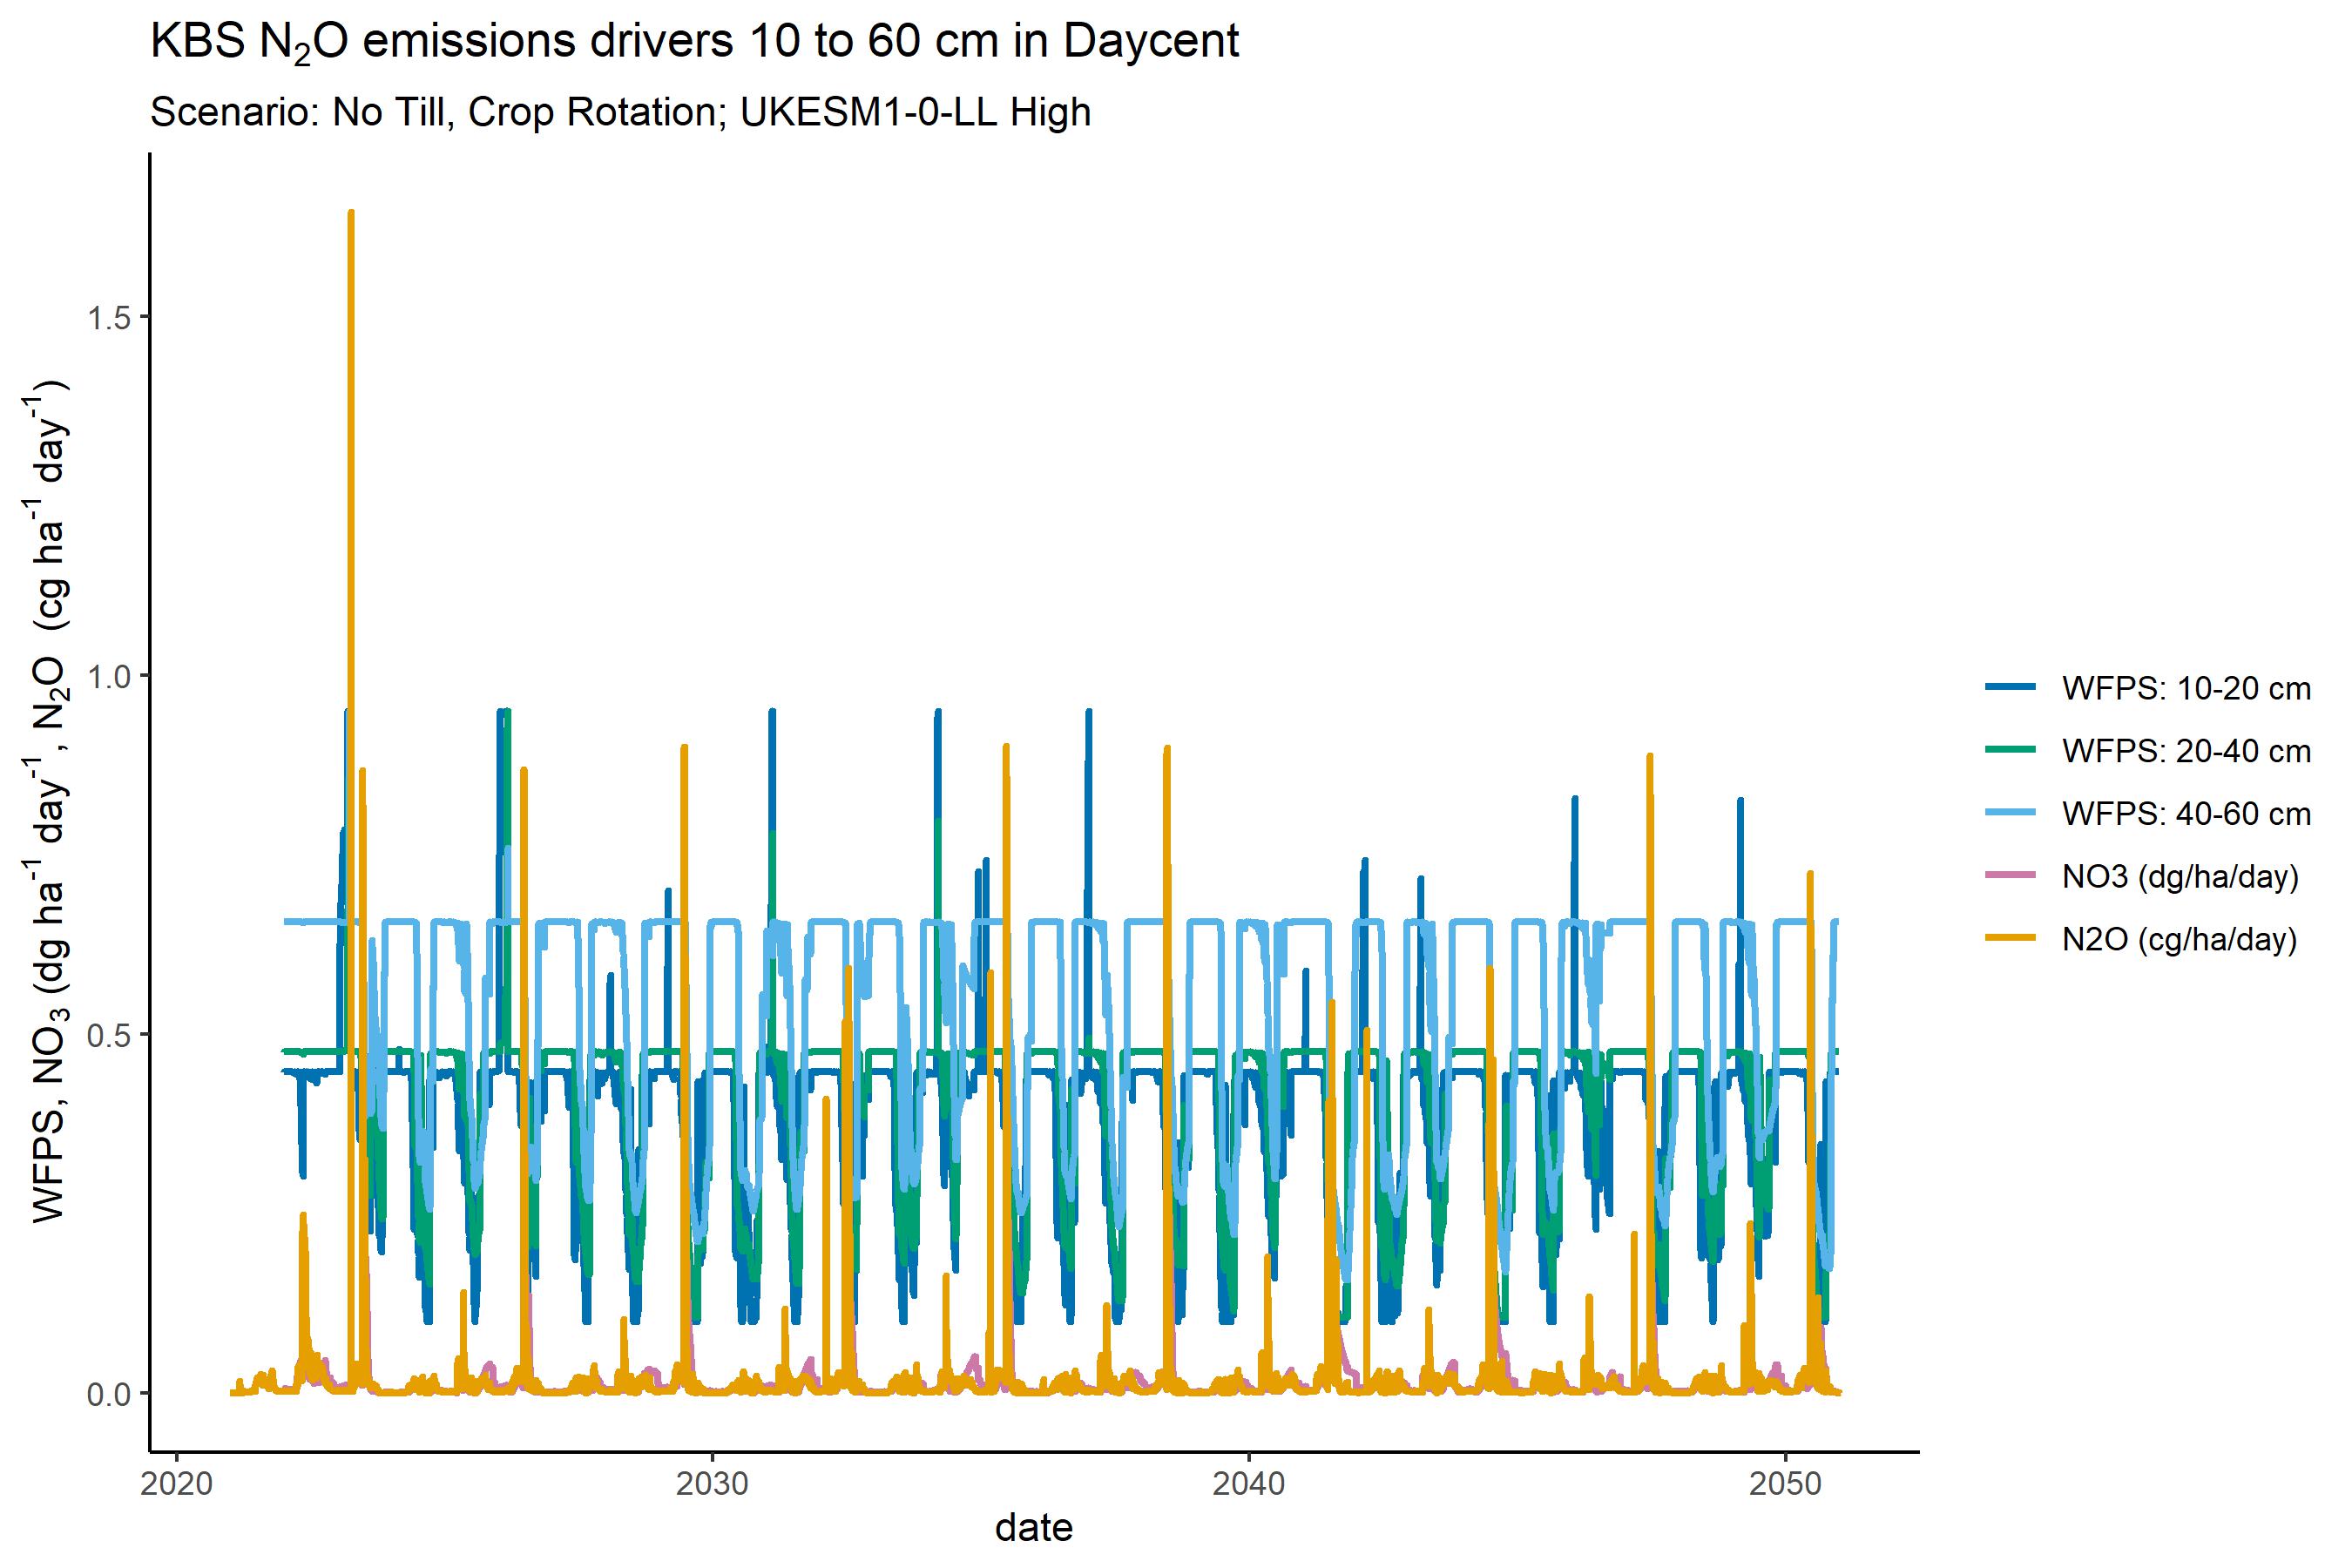 KBS N₂O emissions drivers 10 to 60 cm in Daycent
Scenario: No Till, Crop Rotation; UKESM1-0-LL High
WFPS, NO₃ (dg ha⁻¹ day⁻¹, N₂O (cg ha⁻¹ day⁻¹)
1.5
1.0
0.5
0.0
2020 2030 2040 2050
date
WFPS: 10-20 cm
WFPS: 20-40 cm
WFPS: 40-60 cm
NO3 (dg/ha/day)
N2O (cg/ha/day)